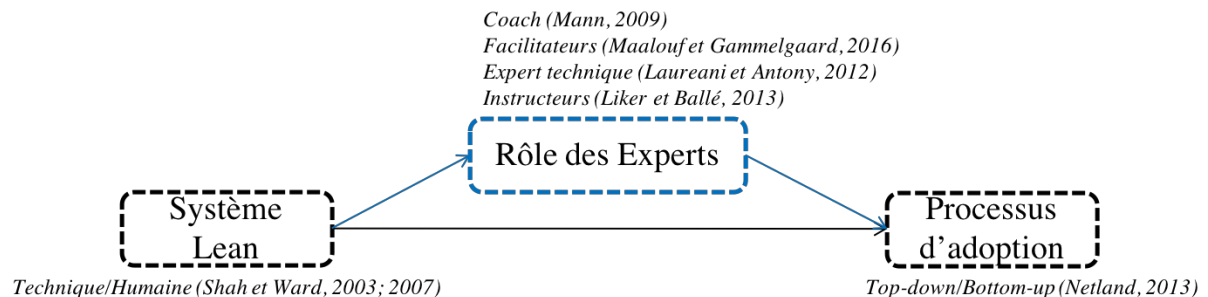 Coach (Mann, 2009)
Facilitateurs (Maalouf et Gammelgaard, 2016)
Expert technique (Laureani et Antony, 2012)
Instructeurs (Liker et Ballé, 2013)
Rôle des Experts
Système
Lean
Processus
d’adoption
Technique/Humaine (Shah et Ward, 2003; 2007)
Top-down/Bottom-up (Netland, 2013)